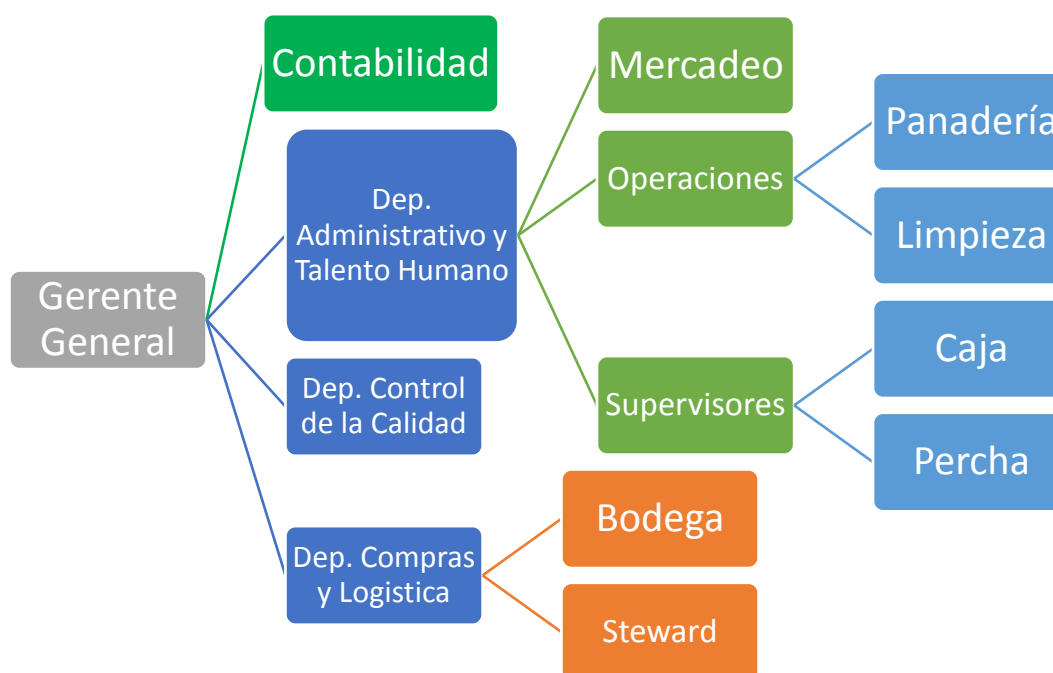 Contabilidad
Mercadeo
Panadería
Dep.
Administrativo y
Talento Humano
Operaciones
Limpieza
Gerente
General
Caja
Dep. Control
de la Calidad
Supervisores
Percha
Bodega
Dep. Compras
y Logistica
Steward